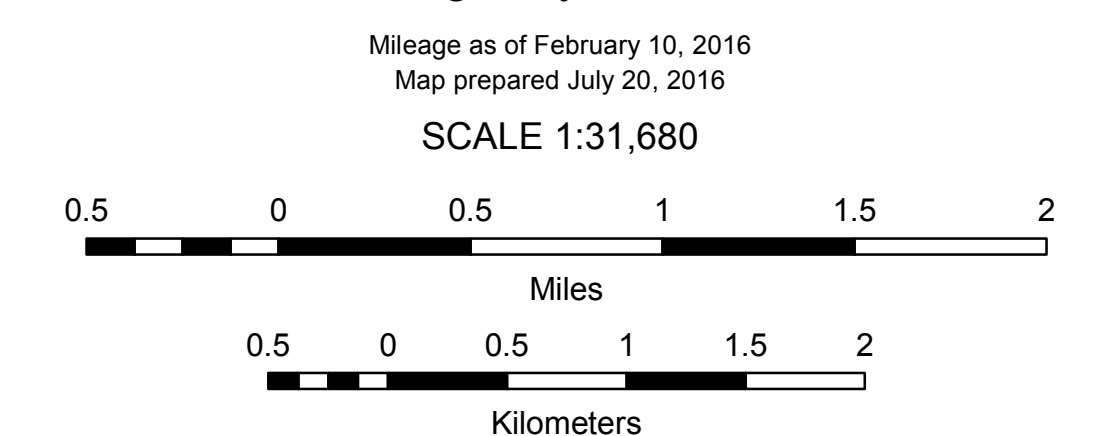 Mileage as of February 10, 2016
Map prepared July 20, 2016
SCALE 1:31,680
0.5 0 0.5 1 1.5 2
Miles
0.5 0 0.5 1 1.5 2
Kilometers